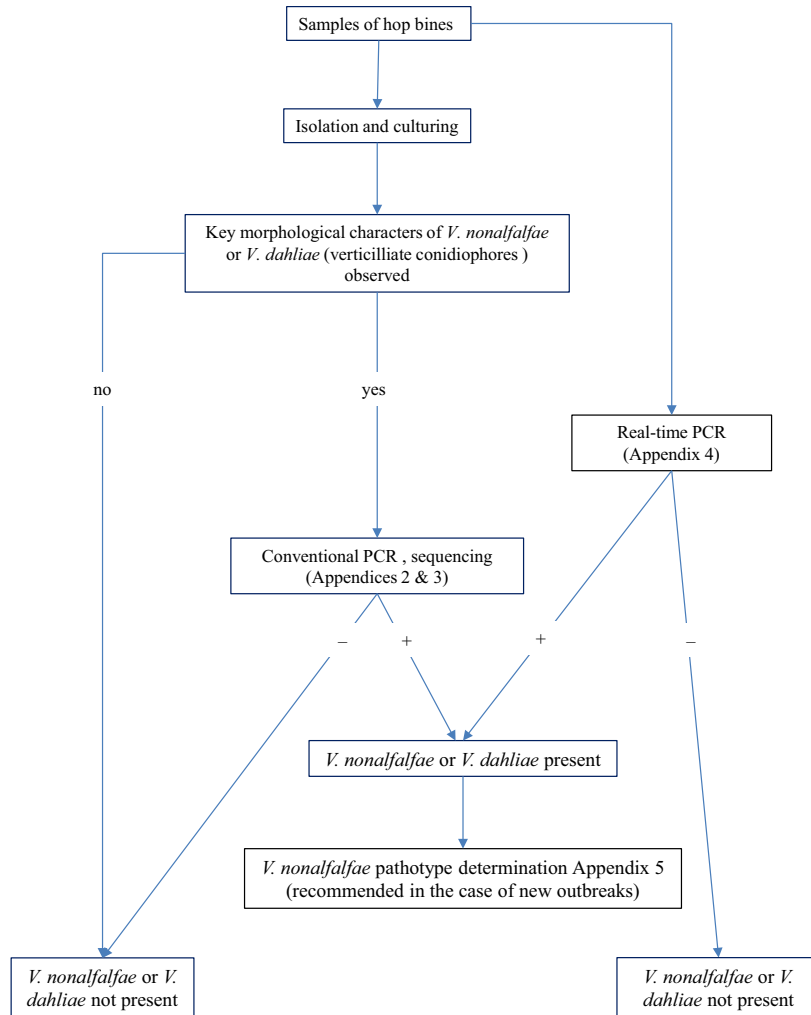 Samples of hop bines
Isolation and culturing
Key morphological characters of V. nonalfalfae
or V. dahliae (verticilliate conidiophores )
observed
no
yes
Real-time PCR
(Appendix 4)
Conventional PCR , sequencing
(Appendices 2 & 3)
–
+
+
–
V. nonalfalfae or V. dahliae present
V. nonalfalfae pathotype determination Appendix 5
(recommended in the case of new outbreaks)
V. nonalfalfae or V.
dahliae not present
V. nonalfalfae or V.
dahliae not present